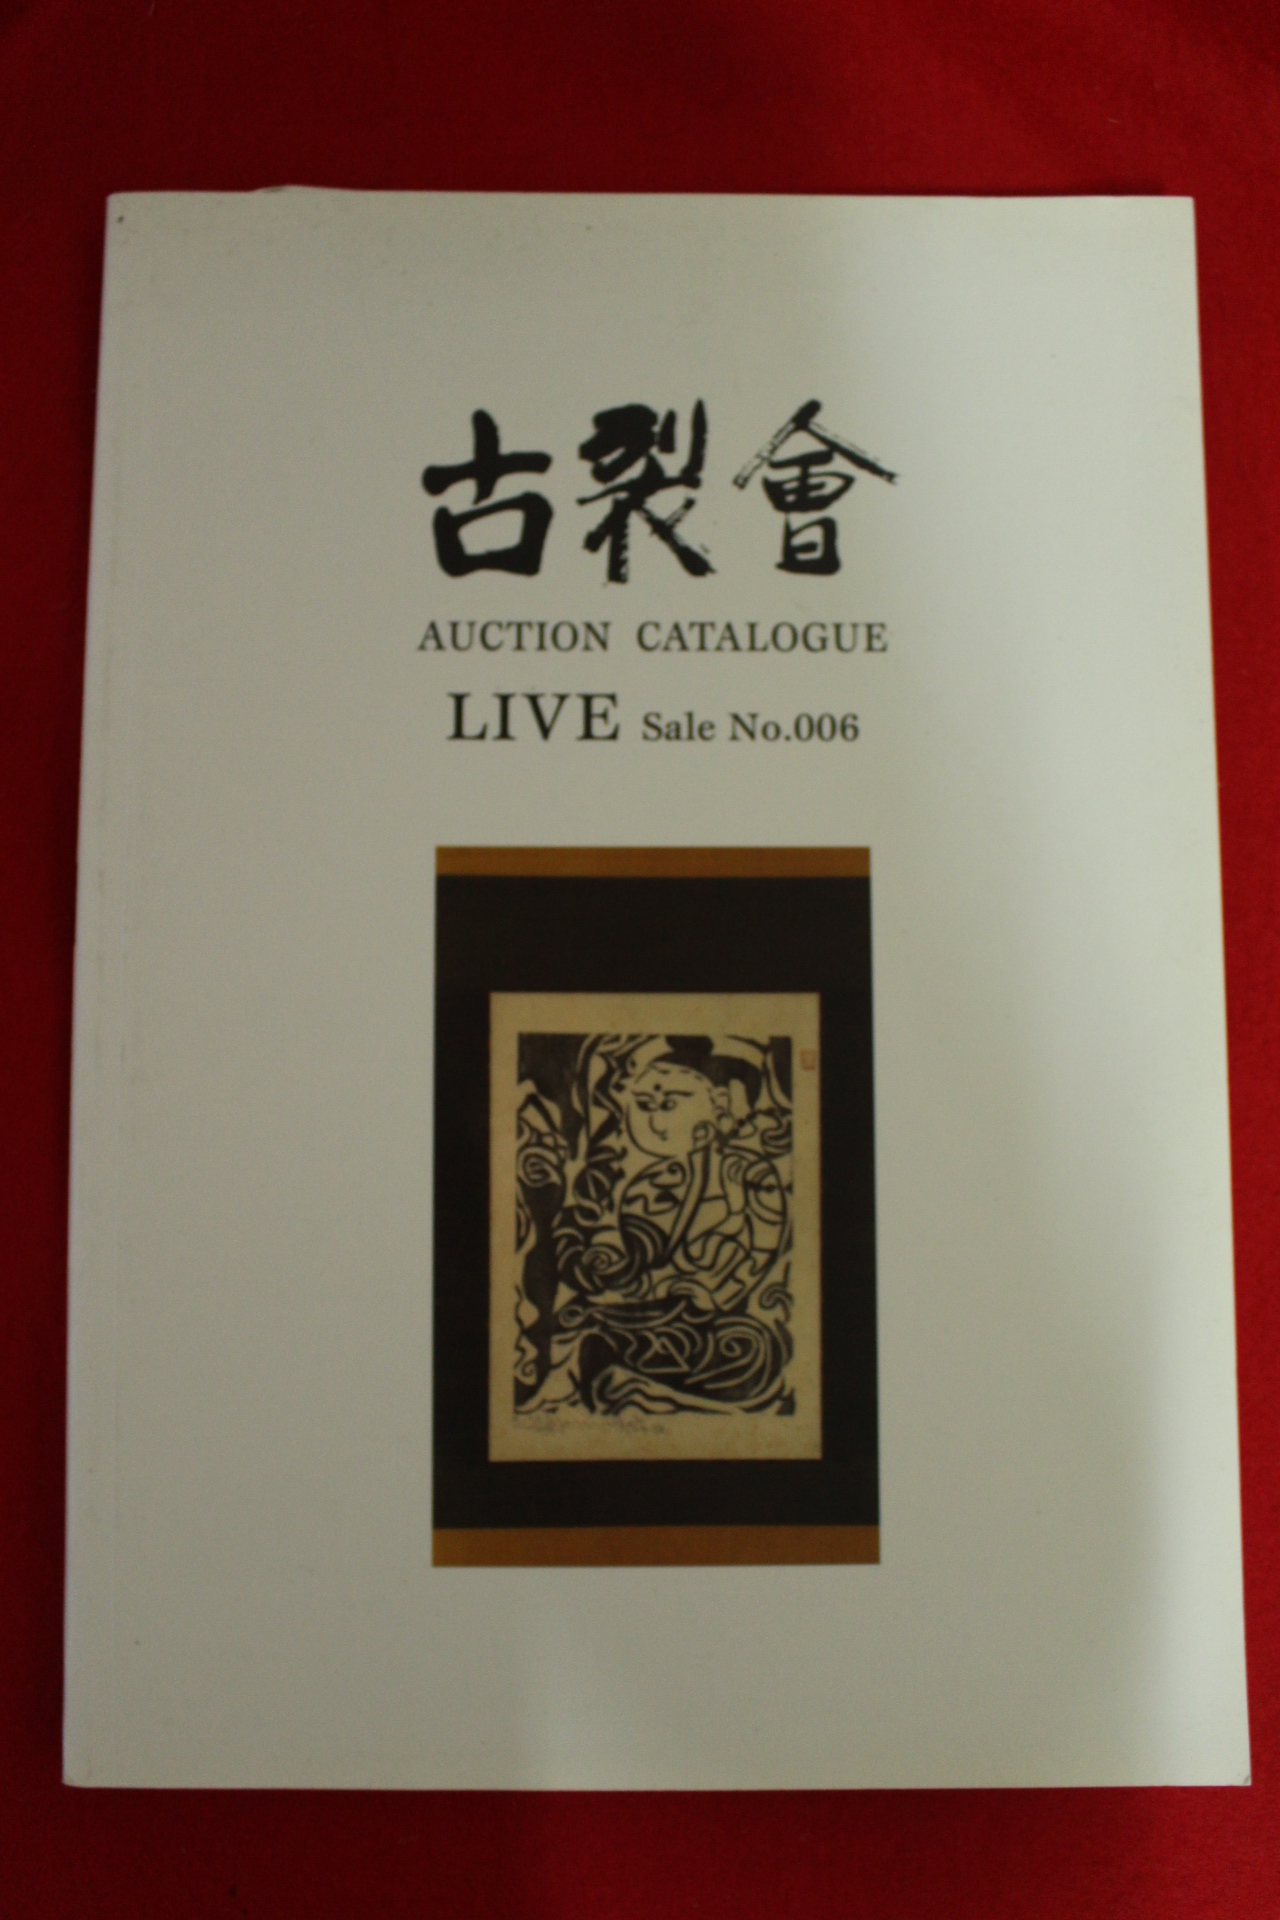 古裂會
AUCTION CATALOGUE
LIVE Sale No.006